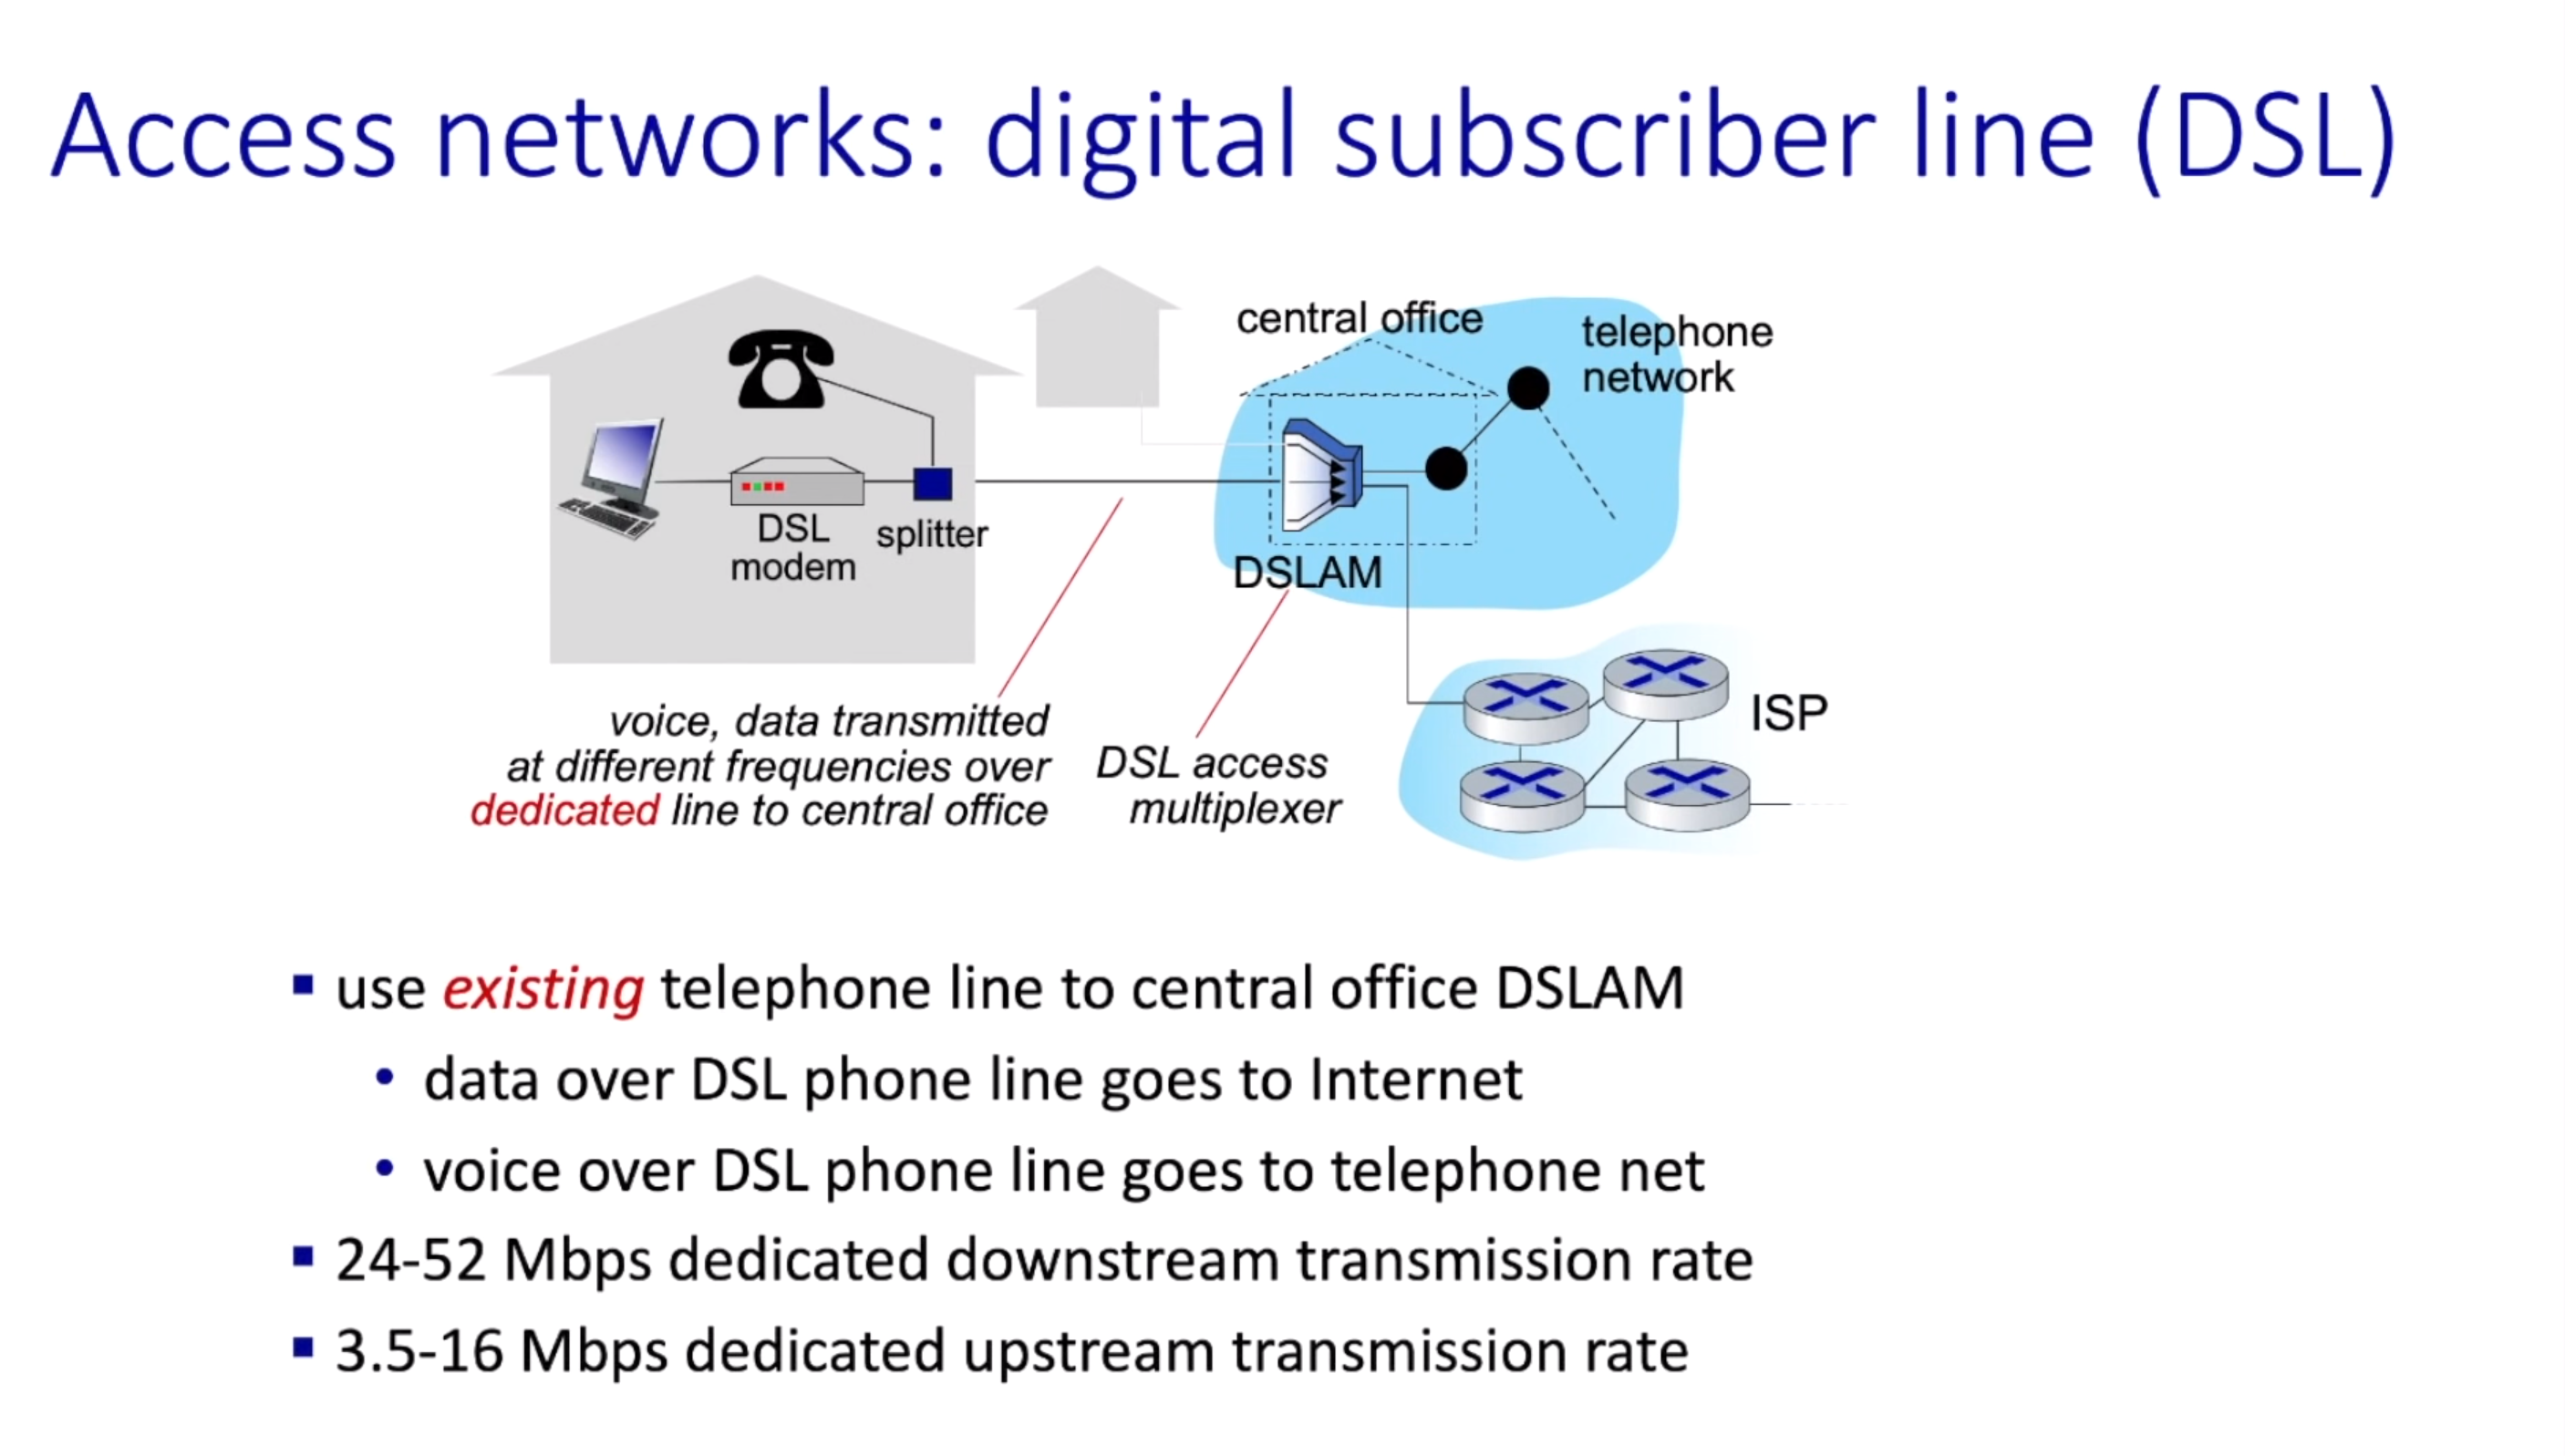 Access networks: digital subscriber line (DSL)
central office
telephone
network
DSL
modem
splitter
DSLAM
voice, data transmitted
at different frequencies over
dedicated line to central office
DSL access
multiplexer
ISP
use existing telephone line to central office DSLAM
data over DSL phone line goes to Internet
voice over DSL phone line goes to telephone net
24-52 Mbps dedicated downstream transmission rate
3.5-16 Mbps dedicated upstream transmission rate